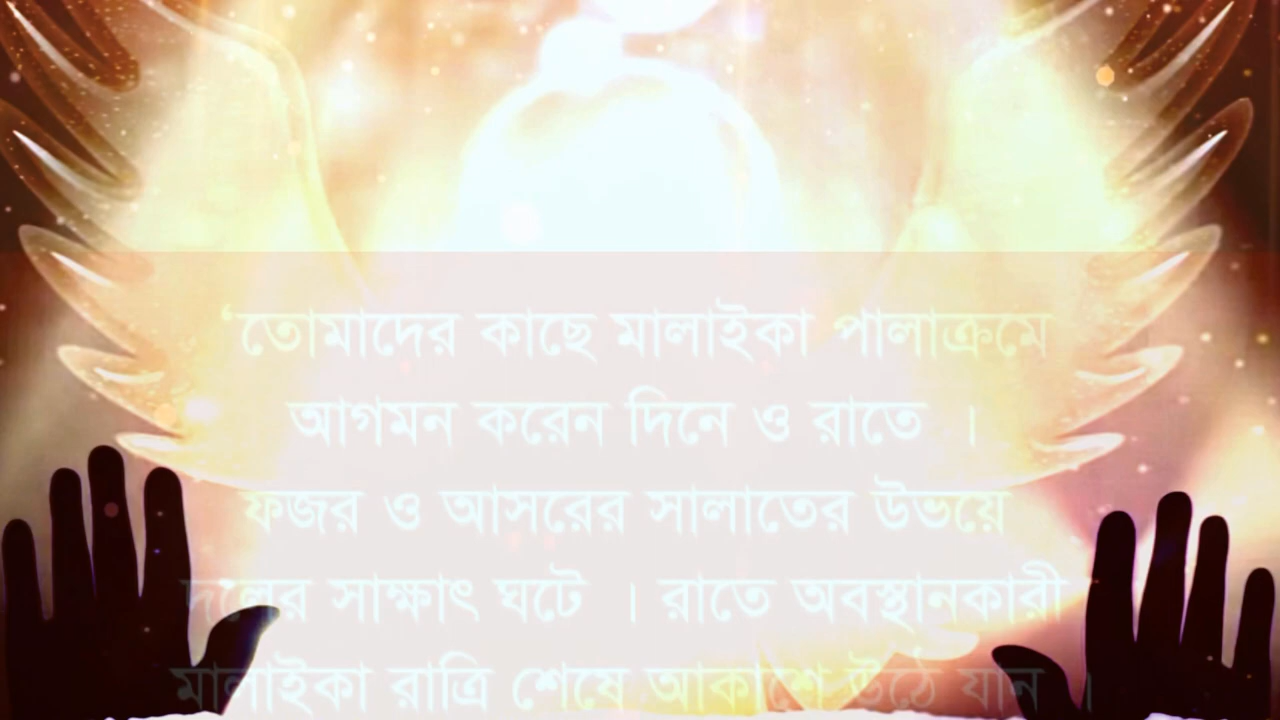 ‘তোমাদের কাছে মালাইকা পালাক্রমে
আগমন করেন দিনে ও রাতে ।
ফজর ও আসরের সালাতের উভয়ে
দলের সাক্ষাৎ ঘটে । রাতে অবস্থানকারী
মালাইকা রাত্রি শেষে আকাশে উঠে যান ।